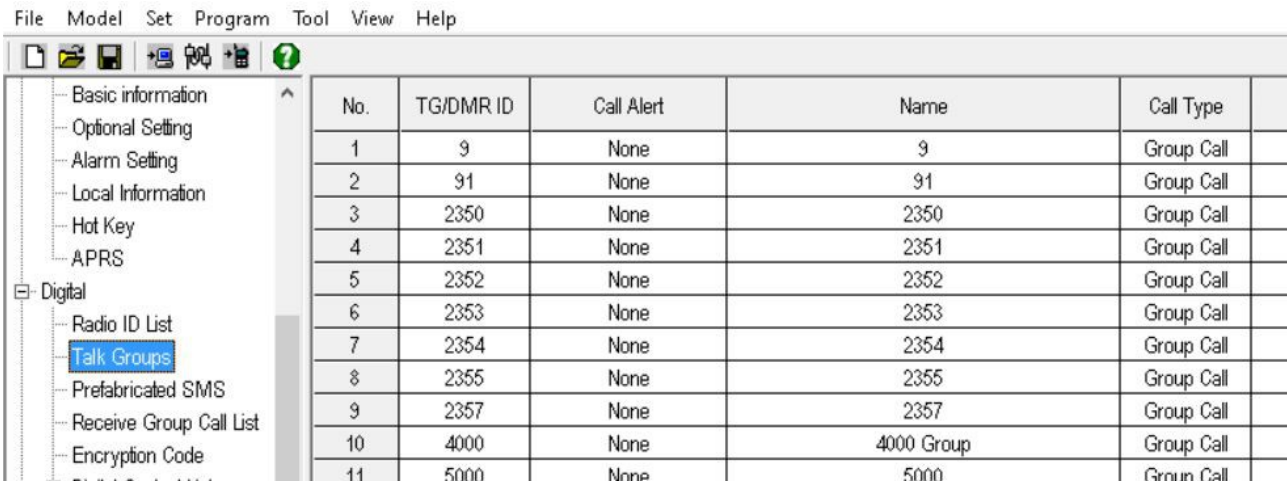 File Model Set Program Tool View Help
Basic information
Optional Setting
Alarm Setting
Local Information
Hot Key
APRS
Digital
Radio ID List
Talk Groups
Prefabricated SMS
Receive Group Call List
Encryption Code
No. TG/DMR ID Call Alert Name Call Type
1 9 None 9 Group Call
2 91 None 91 Group Call
3 2350 None 2350 Group Call
4 2351 None 2351 Group Call
5 2352 None 2352 Group Call
6 2353 None 2353 Group Call
7 2354 None 2354 Group Call
8 2355 None 2355 Group Call
9 2357 None 2357 Group Call
10 4000 None 4000 Group Group Call
11 5000 None 5000 Group Call